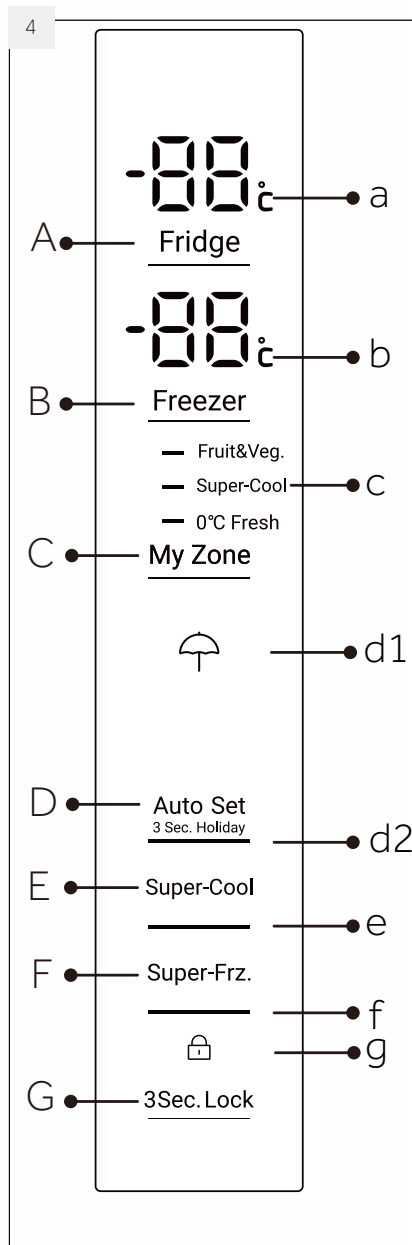 4
-88°C
a
A
Fridge
-88°C
b
B
Freezer
Fruit&Veg.
Super-Cool
c
0°C Fresh
C
My Zone
d1
D
Auto Set
3 Sec. Holiday
d2
E
Super-Cool
e
F
Super-Frz.
f
g
G
3Sec. Lock